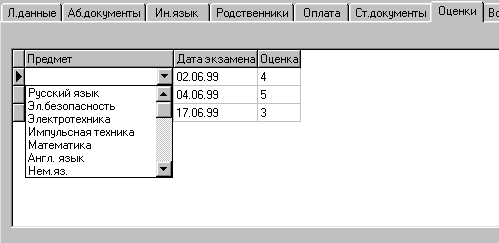 Л.данные Аб.документы Ин.язык Родственники Оплата Ст.документы Оценки Во
Предмет Дата экзамена Оценка
02.06.99 4
04.06.99 5
17.06.99 3
Русский язык
Эл.безопасность
Электротехника
Импульсная техника
Математика
Англ. язык
Нем.яз.